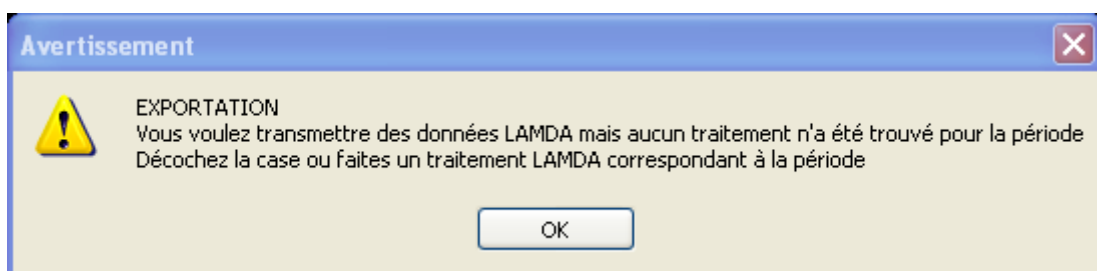 Avertissement
EXPORTATION
Vous voulez transmettre des données LAMDA mais aucun traitement n'a été trouvé pour la période
Décochez la case ou faites un traitement LAMDA correspondant à la période
OK